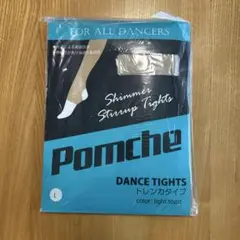 FOR ALL DANCERS
Shimmer
Stirrup Tights
Pomche
DANCE TIGHTS
トレンカタイプ
L
color : light toast